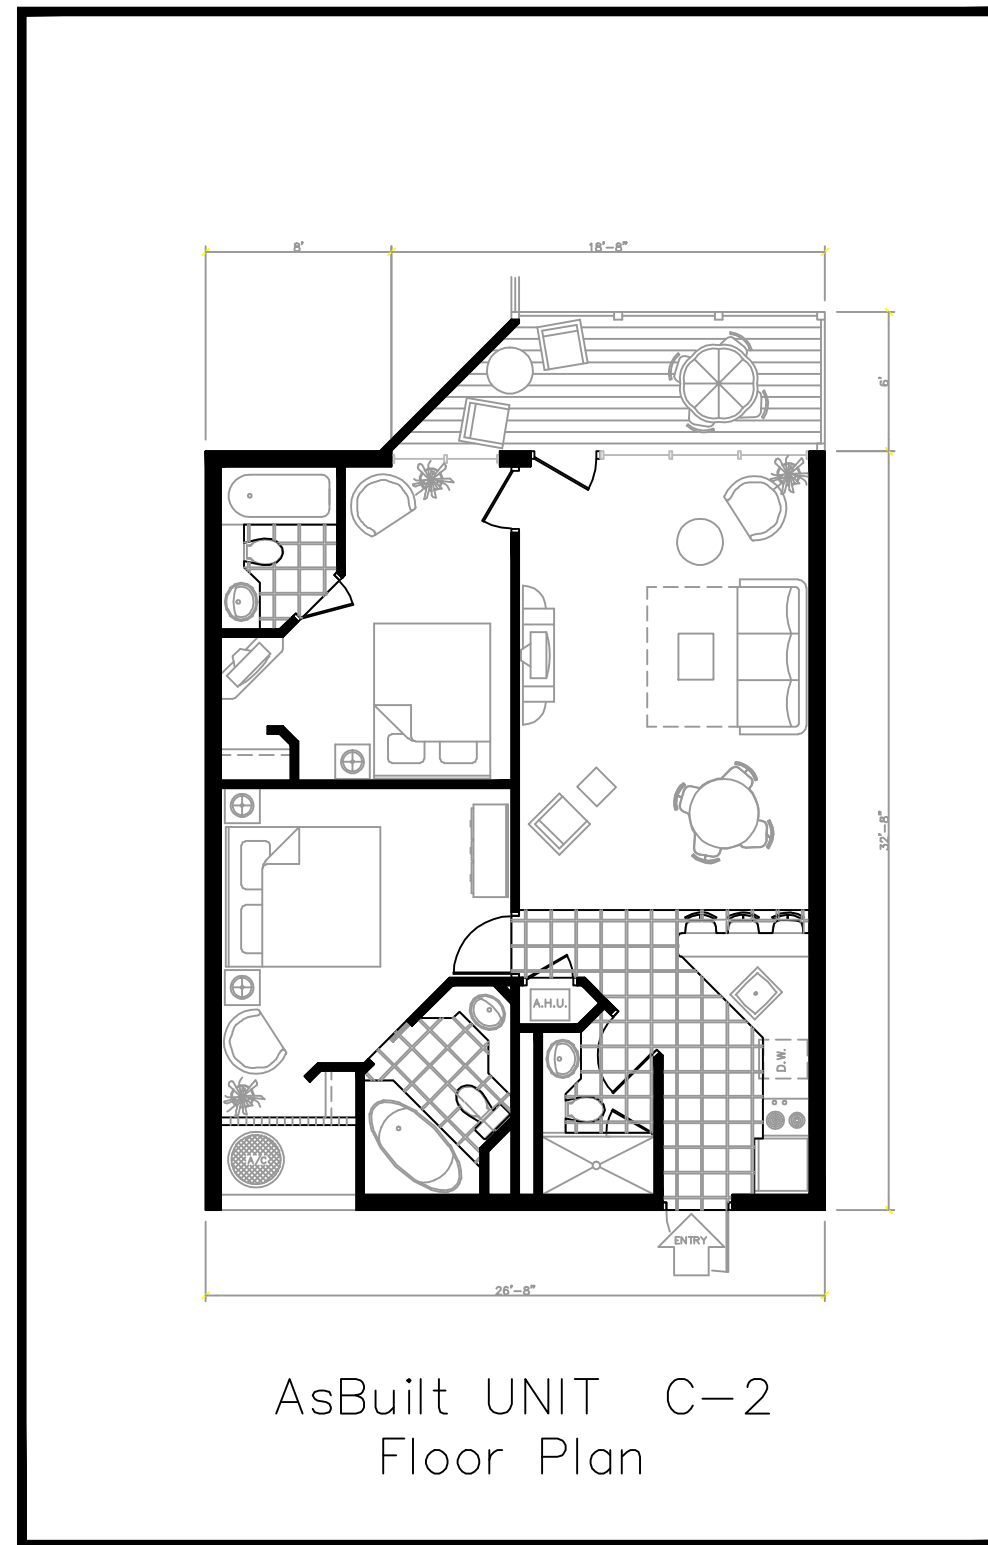 8' 18'-8"
6'
32'-8"
A.H.U.
D.W.
A/C
ENTRY
26'-8"
AsBuilt UNIT C-2
Floor Plan